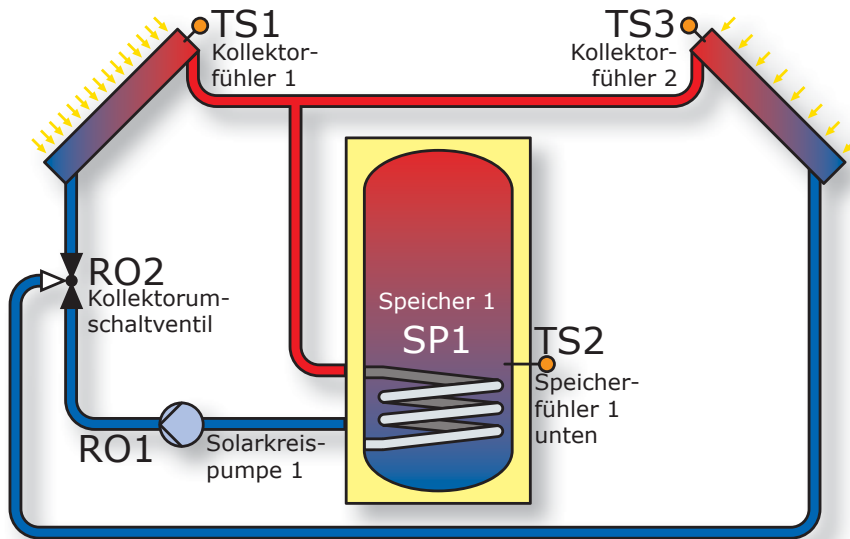 TS1
Kollektor-
fühler 1
TS3
Kollektor-
fühler 2
RO2
Kollektorum-
schaltventil
Speicher 1
SP1
TS2
Speicher-
fühler 1
unten
RO1
Solarkreis-
pumpe 1